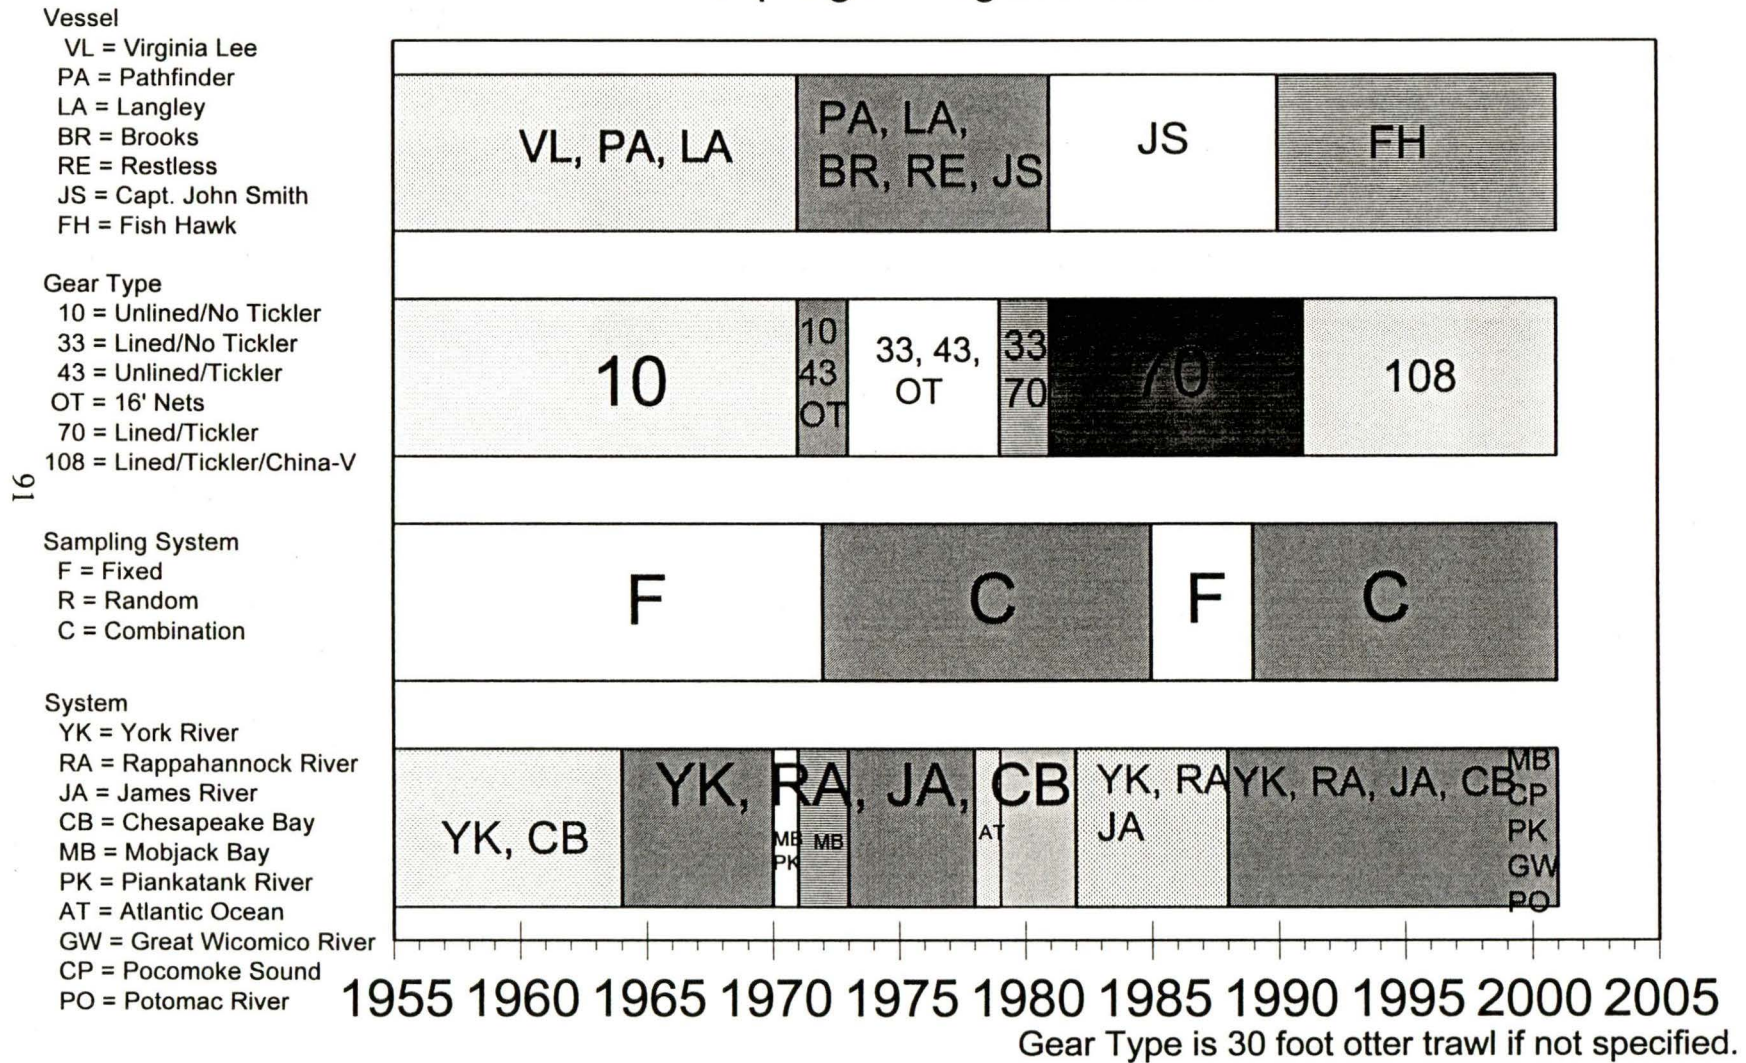 Vessel
VL = Virginia Lee
PA = Pathfinder
LA = Langley
BR = Brooks
RE = Restless
JS = Capt. John Smith
FH = Fish Hawk
VL, PA, LA
PA, LA,
BR, RE, JS
JS
FH
Gear Type
10 = Unlined/No Tickler
33 = Lined/No Tickler
43 = Unlined/Tickler
OT = 16' Nets
70 = Lined/Tickler
108 = Lined/Tickler/China-V
10
10
43
OT
33, 43,
OT
33
70
70
108
91
Sampling System
F = Fixed
R = Random
C = Combination
F
C
F
C
System
YK = York River
RA = Rappahannock River
JA = James River
CB = Chesapeake Bay
MB = Mobjack Bay
PK = Piankatank River
AT = Atlantic Ocean
GW = Great Wicomico River
CP = Pocomoke Sound
PO = Potomac River
YK, CB
YK, RA, JA, CB
MB
PK
MB
AT
YK, RA
JA
YK, RA, JA, CB
MB
CP
PK
GW
PO
1955 1960 1965 1970 1975 1980 1985 1990 1995 2000 2005
Gear Type is 30 foot otter trawl if not specified.